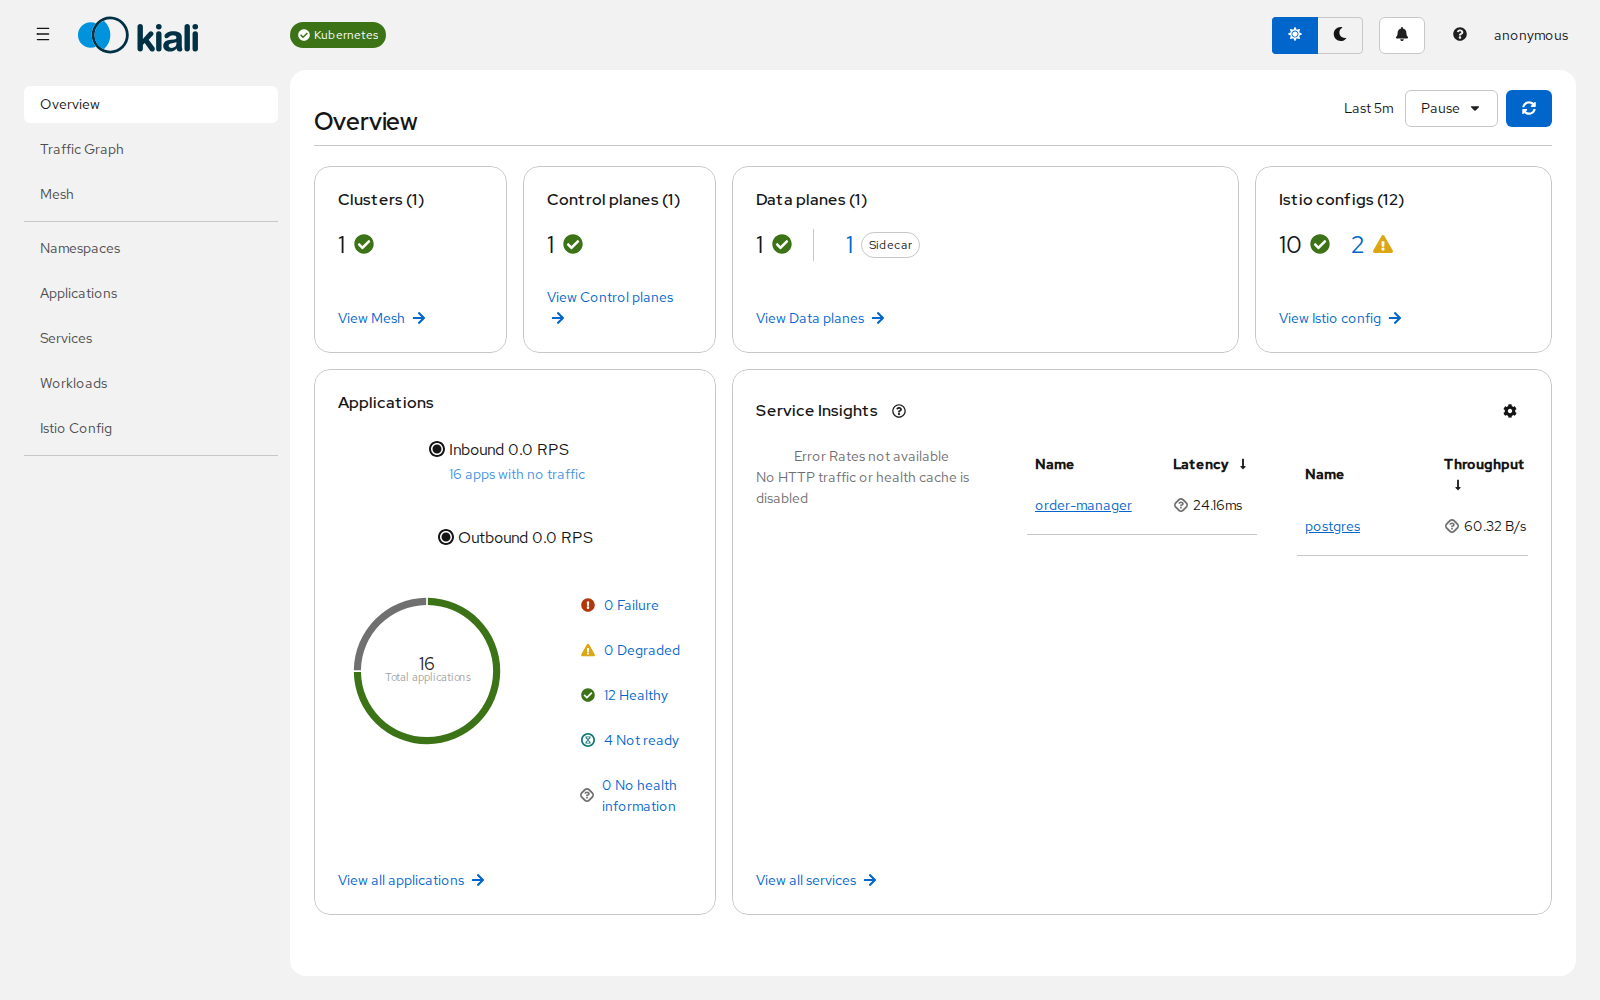 kiali
Kubernetes
anonymous
Overview
Traffic Graph
Mesh
Namespaces
Applications
Services
Workloads
Istio Config
Overview
Last 5m
Pause
Clusters (1)
1
View Mesh
Control planes (1)
1
View Control planes
Data planes (1)
1
1 Sidecar
View Data planes
Istio configs (12)
10 2
View Istio config
Applications
Inbound 0.0 RPS
16 apps with no traffic
Outbound 0.0 RPS
16
Total applications
0 Failure
0 Degraded
12 Healthy
4 Not ready
0 No health
information
View all applications
Service Insights
Error Rates not available
No HTTP traffic or health cache is
disabled
Name Latency
order-manager 24.16ms
Name Throughput
postgres 60.32 B/s
View all services